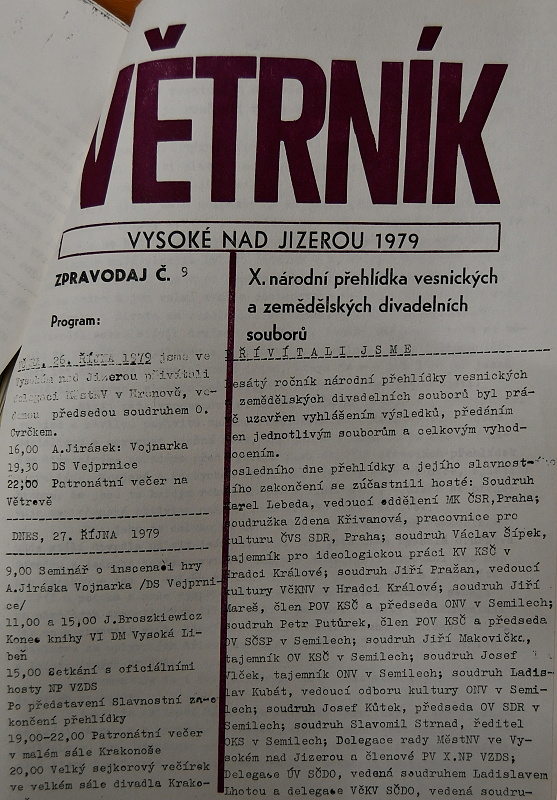 VĚTRNÍK
VYSOKÉ NAD JIZEROU 1979
ZPRAVODAJ Č. 9
Program:
26. ŘÍJNA 1979 jsme ve
Vysokém nad Jizerou přivítali
delegaci MěstNV v Kronově, ve-
denou předsedou soudruhem O.
Cvrčkem.
16,00 A.Jirásek: Vojnarka
19,30 DS Vejprnice
22;00 Patronátní večer na
Větrově
DNES, 27. ŘÍJNA 1979
9,00 Seminář o inscenaci hry
A.Jiráska Vojnarka /DS Vejprni-
ce/
11,00 a 15,00 J.Broszkiewicz
Konec knihy VI DM Vysoká Li-
beň
15,00 Setkání s oficiálními
hosty NP VZDS
Po představení Slavnostní za-
končení přehlídky
19,00-22,00 Patronátní večer
v malém sále Krakonoše
20,00 Velký sejkorový večírek
ve velkém sále divadla Krako-
X. národní přehlídka vesnických
a zemědělských divadelních
souborů
PŘIVÍTALI JSME
Desátý ročník národní přehlídky vesnických
a zemědělských divadelních souborů byl prá-
č uzavřen vyhlášením výsledků, předáním
cen jednotlivým souborům a celkovým vyhod-
nocením.
Posledního dne přehlídky a jejího slavnost-
ního zakončení se zúčastnili hosté: Soudruh
Karel Lebeda, vedoucí oddělení MK ČSR,Praha;
soudružka Zdena Křivanová, pracovnice pro
kulturu ČVS SDR, Praha; soudruh Václav Šípek,
tajemník pro ideologickou práci KV KSČ v
Hradci Králové; soudruh Jiří Pražan, vedoucí
kultury VčKNV v Hradci Králové; soudruh Jiří
Mareš, člen POV KSČ a předseda ONV v Semilech;
soudruh Petr Putůrek, člen POV KSČ a předseda
OV SČSP v Semilech; soudruh Jiří Makovička,
tajemník OV KSČ v Semilech; soudruh Josef
Vlček, tajemník ONV v Semilech; soudruh Ladis-
lav Kubát, vedoucí odboru kultury ONV v Semi-
lech; soudruh Josef Kůtek, předseda OV SDR v
Semilech; soudruh Slavomil Strnad, ředitel
OKS v Semilech; Delegace rady MěstNV ve Vy-
sokém nad Jizerou a členové PV X.NP VZDS;
Delegace ÚV SČDO, vedená soudruhem Ladislavem
Lhotou a delegace VčKV SČDO, vedená soudru-